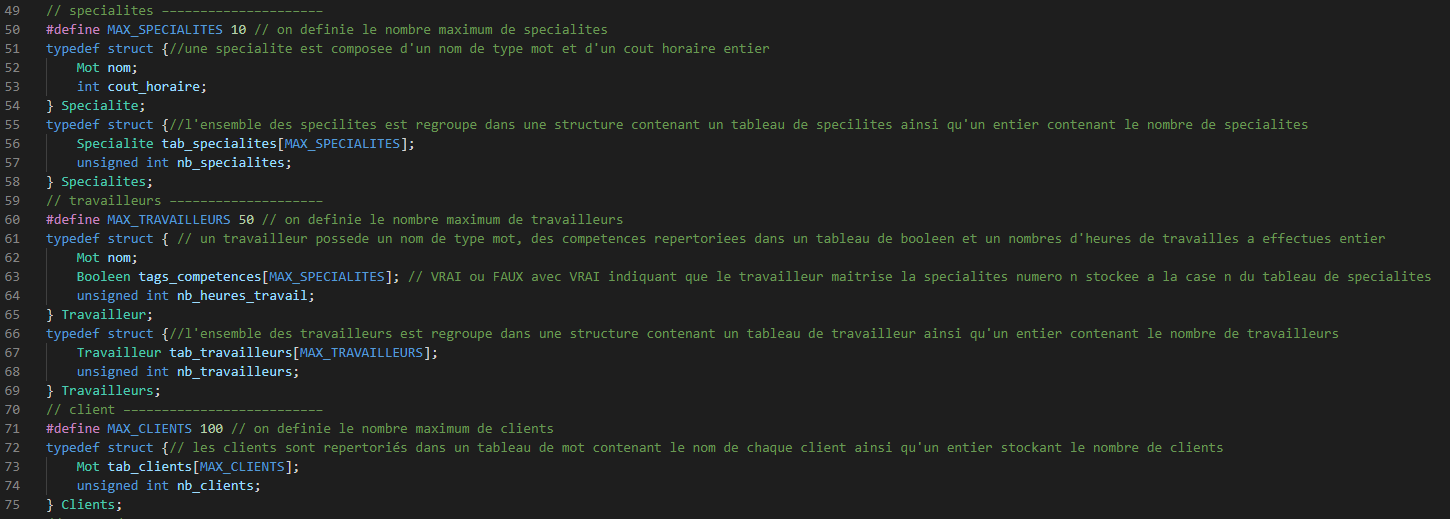 49 // specialites ---------------------
50 #define MAX_SPECIALITES 10 // on definie le nombre maximum de specialites
51 typedef struct {//une specialite est composee d'un nom de type mot et d'un cout horaire entier
52 Mot nom;
53 int cout_horaire;
54 } Specialite;
55 typedef struct {//l'ensemble des specilites est regroupe dans une structure contenant un tableau de specilites ainsi qu'un entier contenant le nombre de specialites
56 Specialite tab_specialites[MAX_SPECIALITES];
57 unsigned int nb_specialites;
58 } Specialites;
59 // travailleurs --------------------
60 #define MAX_TRAVAILLEURS 50 // on definie le nombre maximum de travailleurs
61 typedef struct { // un travailleur possede un nom de type mot, des competences repertoriees dans un tableau de booleen et un nombres d'heures de travailles a effectues entier
62 Mot nom;
63 Booleen tags_competences[MAX_SPECIALITES]; // VRAI ou FAUX avec VRAI indiquant que le travailleur maitrise la specialites numero n stockee a la case n du tableau de specialites
64 unsigned int nb_heures_travail;
65 } Travailleur;
66 typedef struct {//l'ensemble des travailleurs est regroupe dans une structure contenant un tableau de travailleur ainsi qu'un entier contenant le nombre de travailleurs
67 Travailleur tab_travailleurs[MAX_TRAVAILLEURS];
68 unsigned int nb_travailleurs;
69 } Travailleurs;
70 // client --------------------------
71 #define MAX_CLIENTS 100 // on definie le nombre maximum de clients
72 typedef struct {// les clients sont repertoriés dans un tableau de mot contenant le nom de chaque client ainsi qu'un entier stockant le nombre de clients
73 Mot tab_clients[MAX_CLIENTS];
74 unsigned int nb_clients;
75 } Clients;